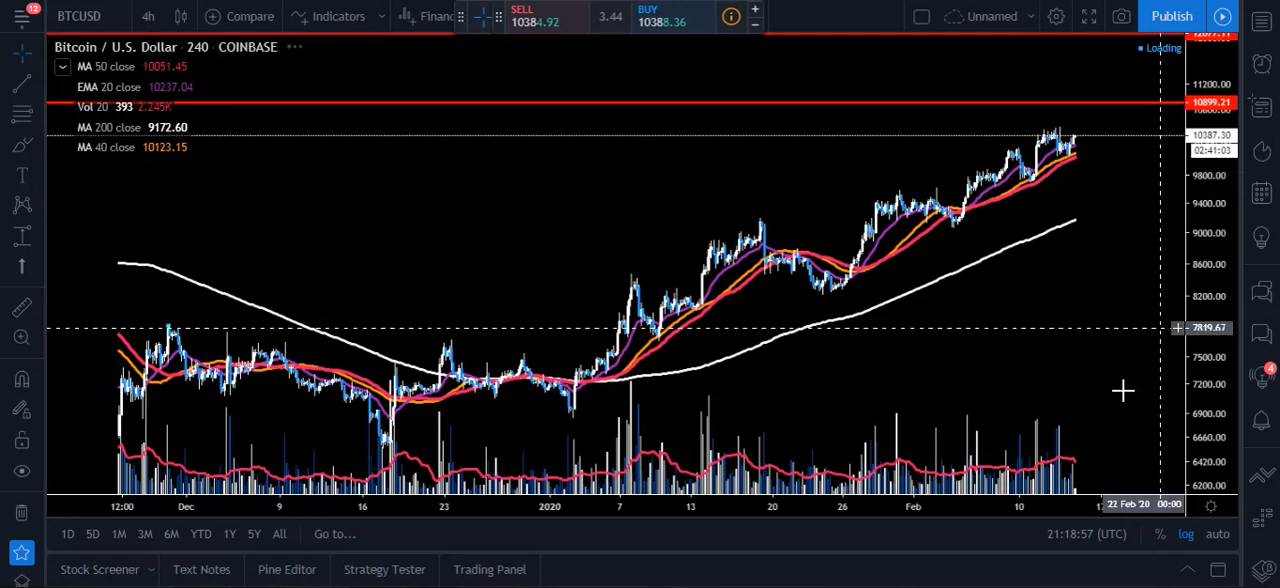 12
BTCUSD
4h
Compare
Indicators
Financ
SELL
10384.92
3.44
BUY
10388.36
Unnamed
Publish
Bitcoin / U.S. Dollar · 240 · COINBASE
Loading
MA 50 close 10051.45
EMA 20 close 10237.04
Vol 20 393 2.245K
MA 200 close 9172.60
MA 40 close 10123.15
11200.00
10899.21
10387.30
02:41:03
9800.00
9400.00
9000.00
8600.00
8200.00
7819.67
7500.00
7200.00
6900.00
6660.00
6420.00
6200.00
4
12:00 Dec 9 16 23 2020 7 13 20 26 Feb 10
22 Feb '20 00:00
1D 5D 1M 3M 6M YTD 1Y 5Y All Go to...
21:18:57 (UTC) % log auto
Stock Screener Text Notes Pine Editor Strategy Tester Trading Panel